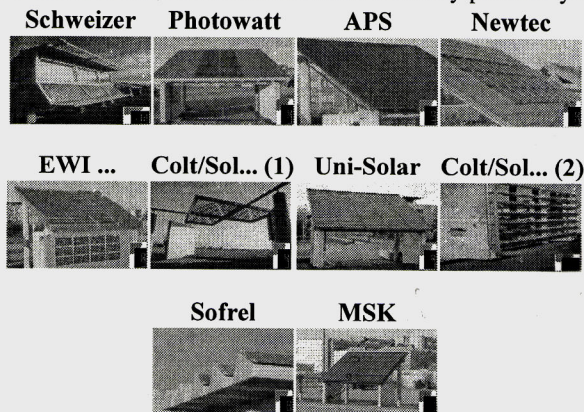 Schweizer Photowatt APS Newtec
EWI ... Colt/Sol... (1) Uni-Solar Colt/Sol... (2)
Sofrel MSK